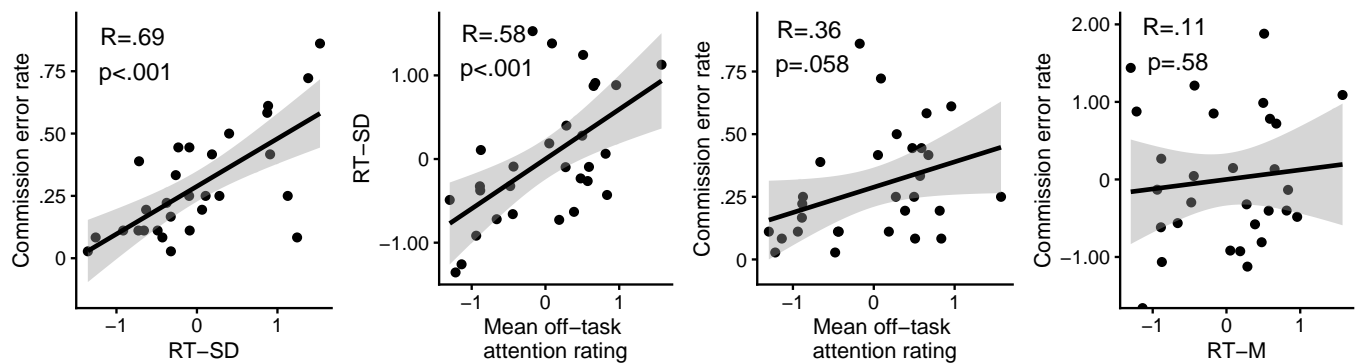 Commission error rate
R=.69
p<.001
.75
.50
.25
0
−1
0
1
RT−SD
RT−SD
R=.58
p<.001
1.00
0
−1.00
−1
0
1
Mean off−task
attention rating
Commission error rate
R=.36
p=.058
.75
.50
.25
0
−1
0
1
Mean off−task
attention rating
Commission error rate
R=.11
p=.58
2.00
1.00
0
−1.00
−1
0
1
RT−M